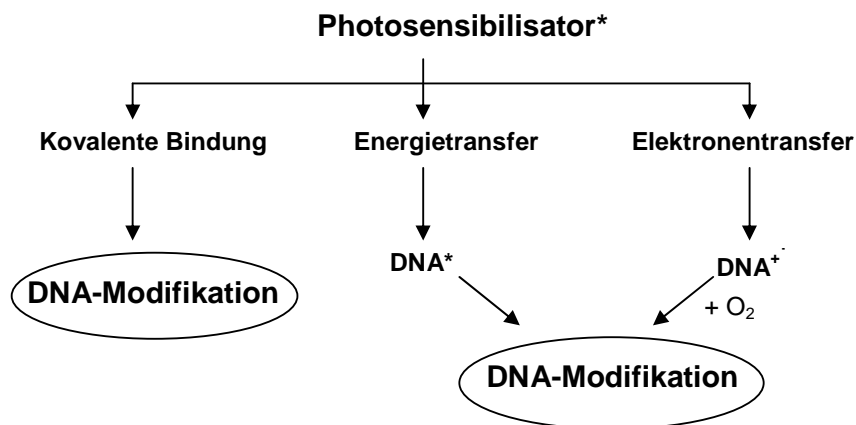 Photosensibilisator*
Kovalente Bindung Energietransfer Elektronentransfer
DNA* DNA⁺˙
DNA-Modifikation
+ O₂
DNA-Modifikation